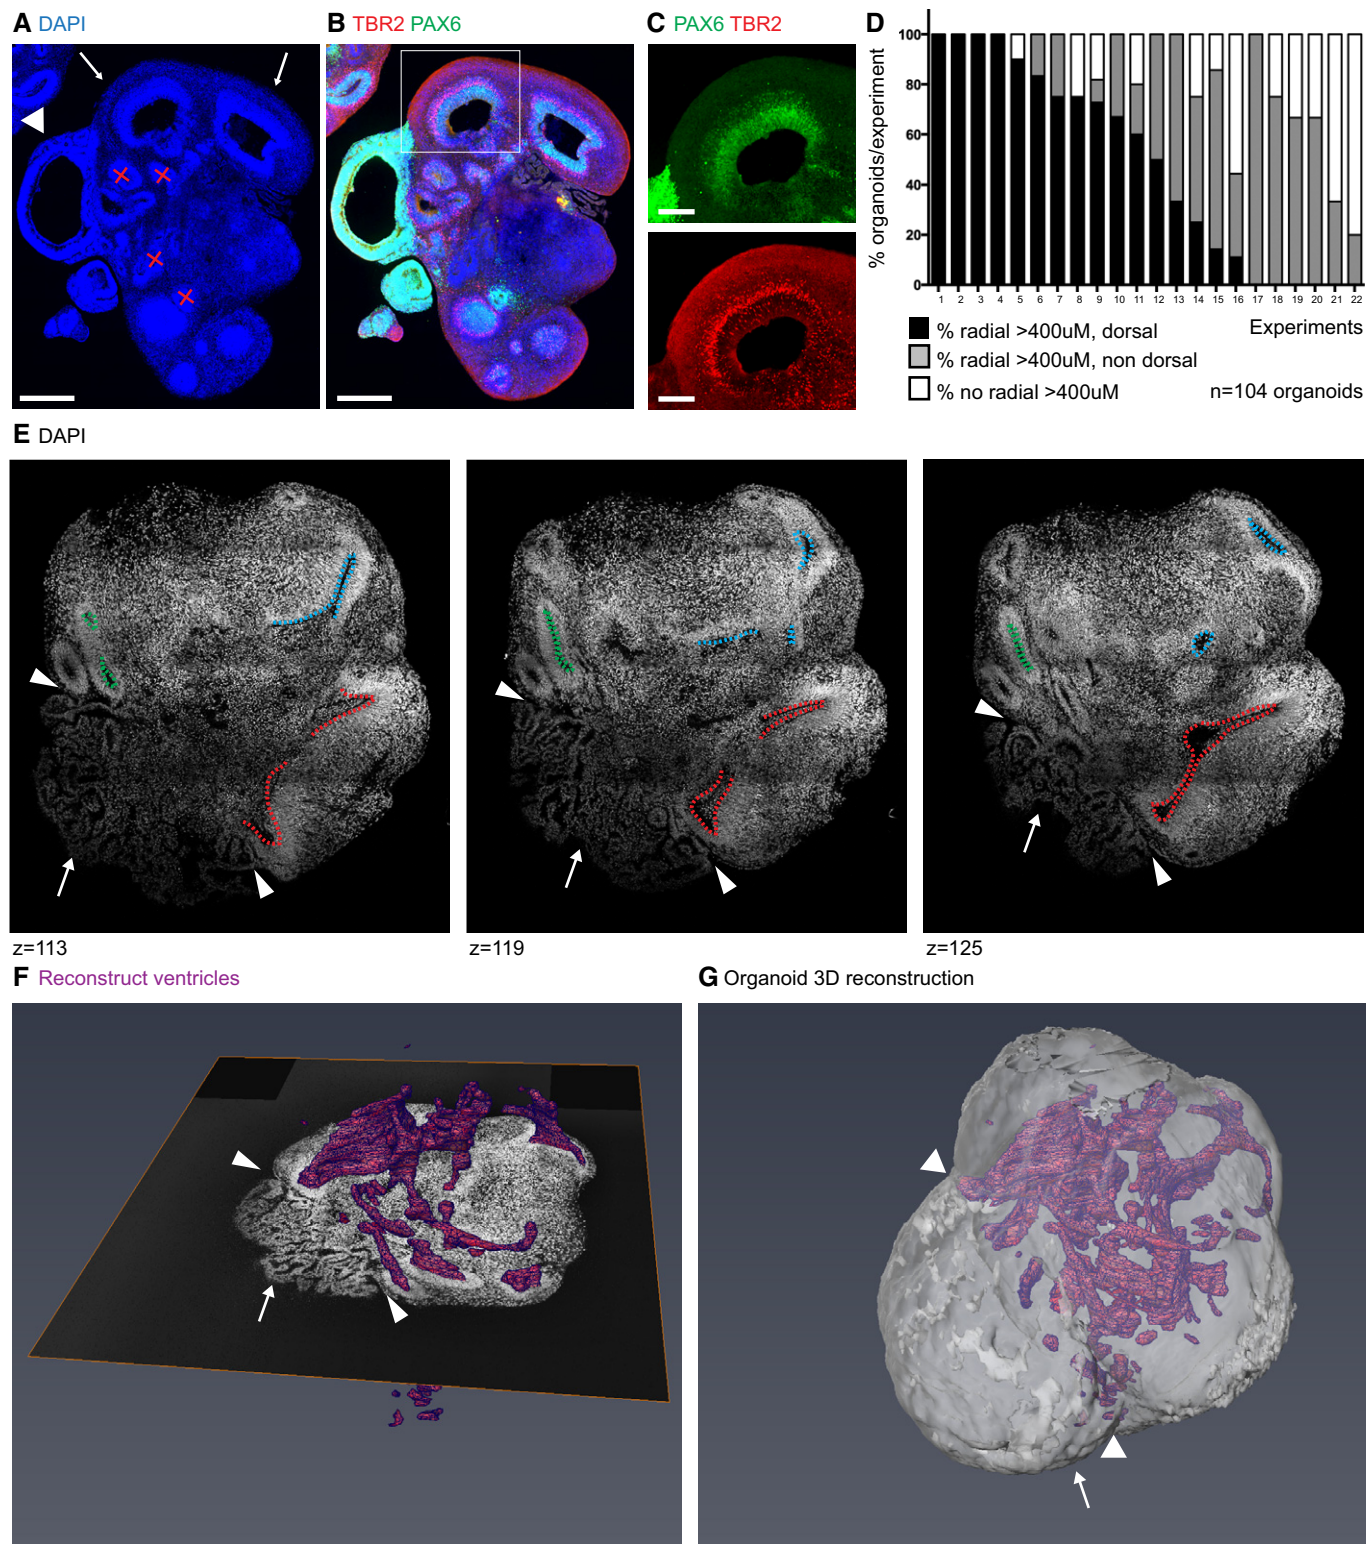 A DAPI
B TBR2 PAX6
C PAX6 TBR2
D
% organoids/experiment
100
80
60
40
20
0
1 2 3 4 5 6 7 8 9 10 11 12 13 14 15 16 17 18 19 20 21 22
Experiments
% radial >400uM, dorsal
% radial >400uM, non dorsal
% no radial >400uM
n=104 organoids
E DAPI
z=113
z=119
z=125
F Reconstruct ventricles
G Organoid 3D reconstruction